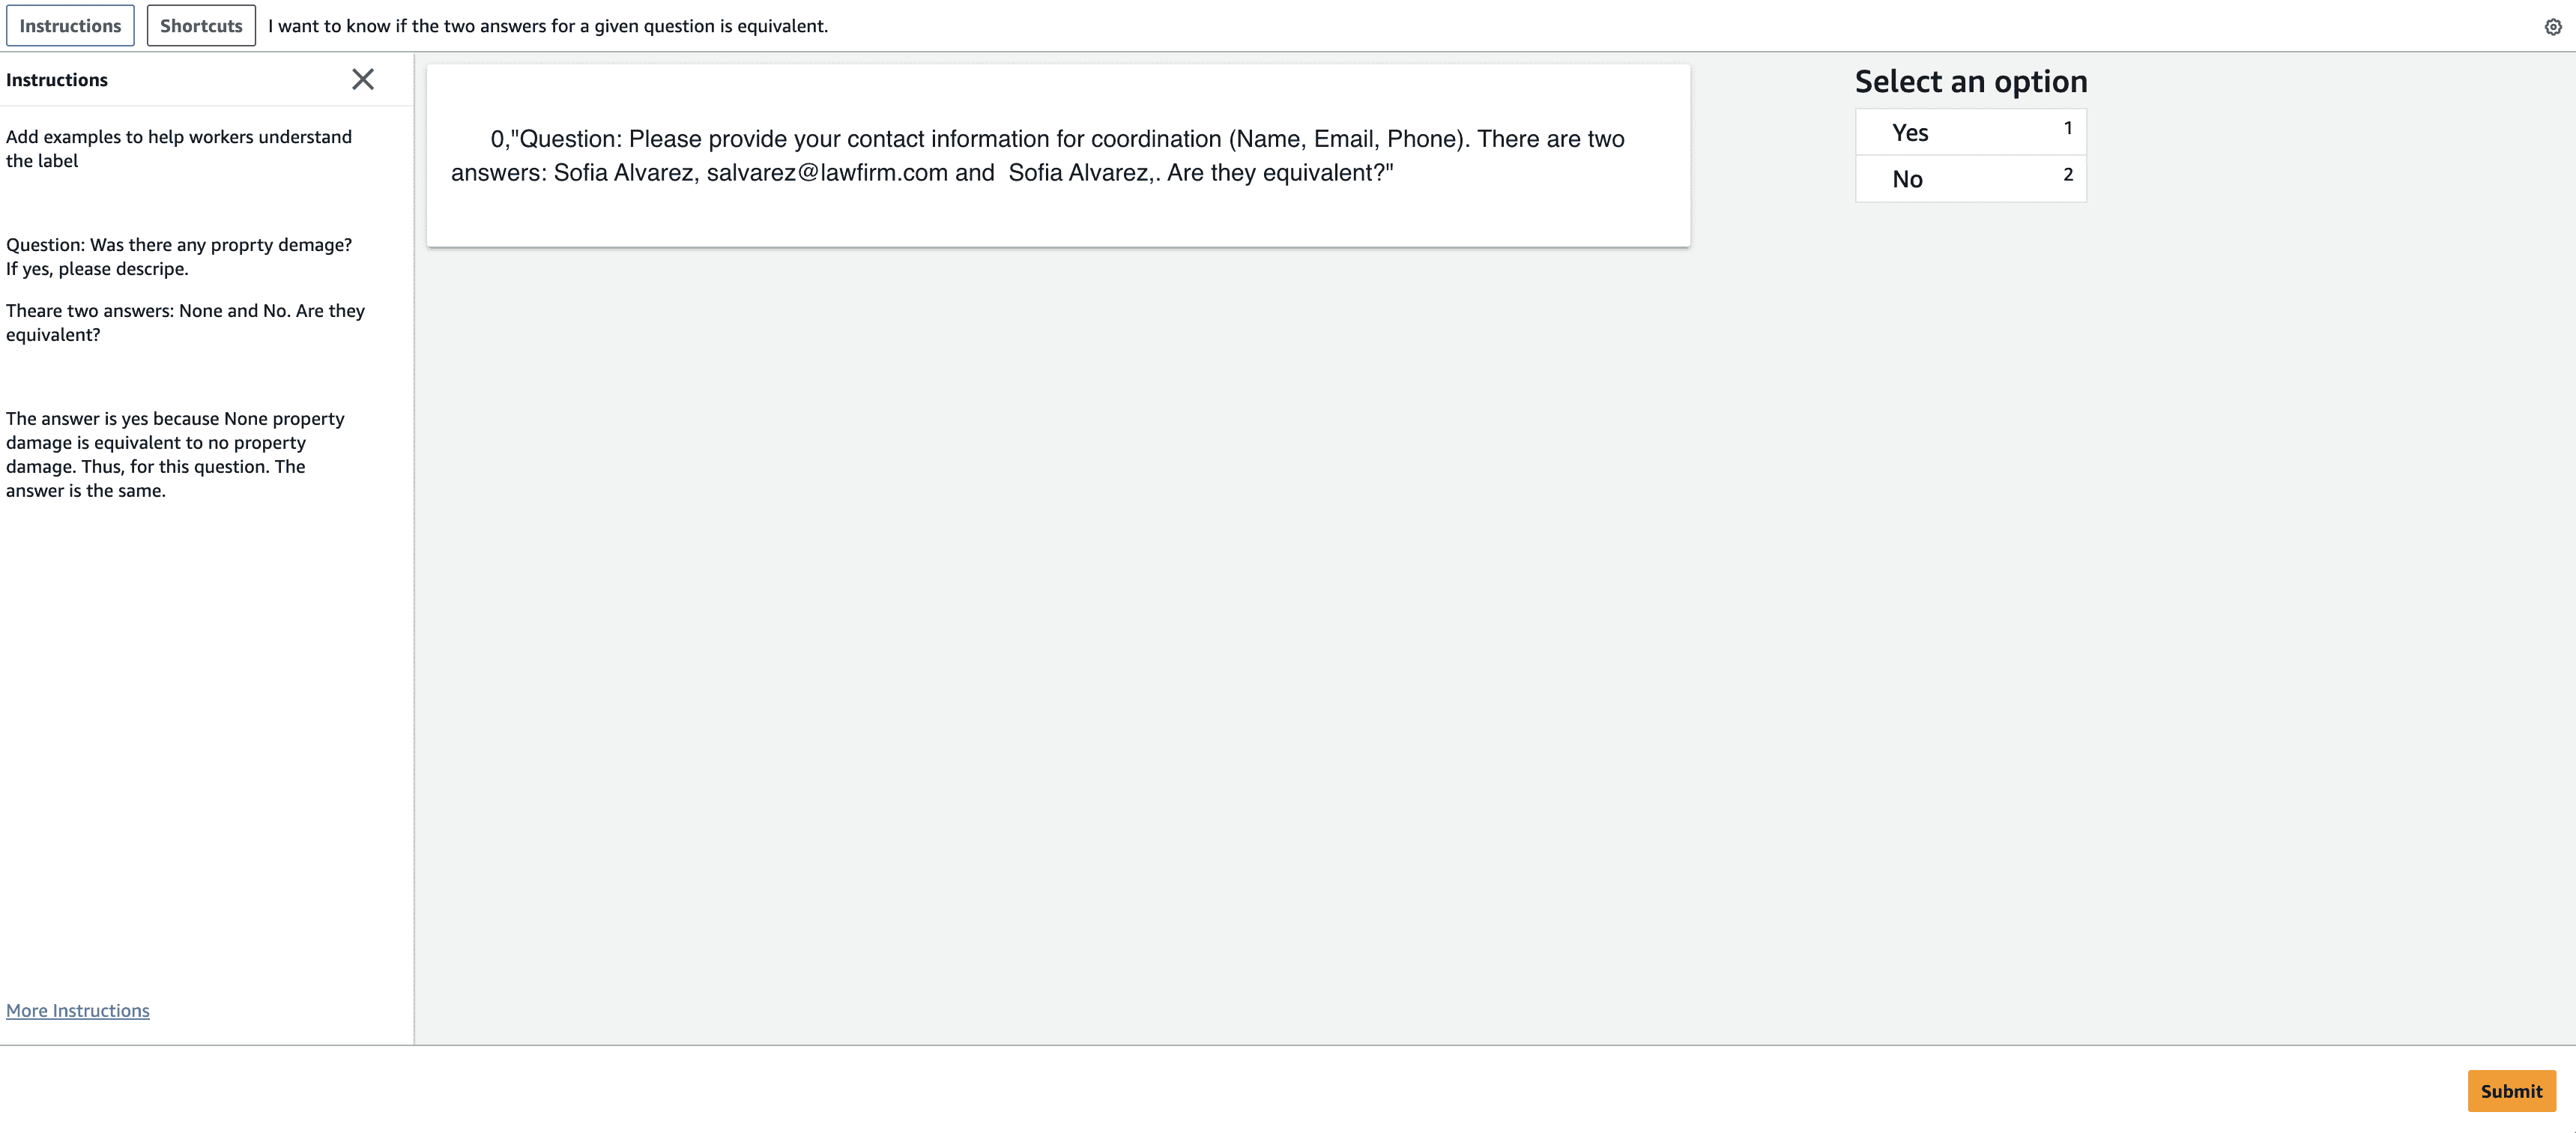 Instructions
Shortcuts
I want to know if the two answers for a given question is equivalent.
Instructions
Add examples to help workers understand
the label
Question: Was there any proprty demage?
If yes, please descripe.
Theare two answers: None and No. Are they
equivalent?
The answer is yes because None property
damage is equivalent to no property
damage. Thus, for this question. The
answer is the same.
More Instructions
0,"Question: Please provide your contact information for coordination (Name, Email, Phone). There are two
answers: Sofia Alvarez, salvarez@lawfirm.com and  Sofia Alvarez,. Are they equivalent?"
Select an option
Yes 1
No 2
Submit